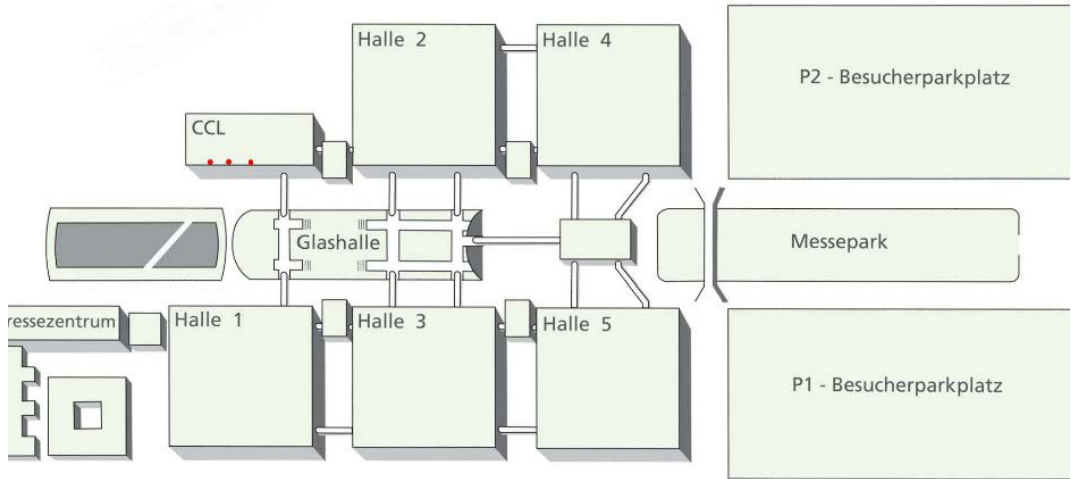 Halle 2
Halle 4
P2 - Besucherparkplatz
CCL
Glashalle
Messepark
ressezentrum
Halle 1
Halle 3
Halle 5
P1 - Besucherparkplatz